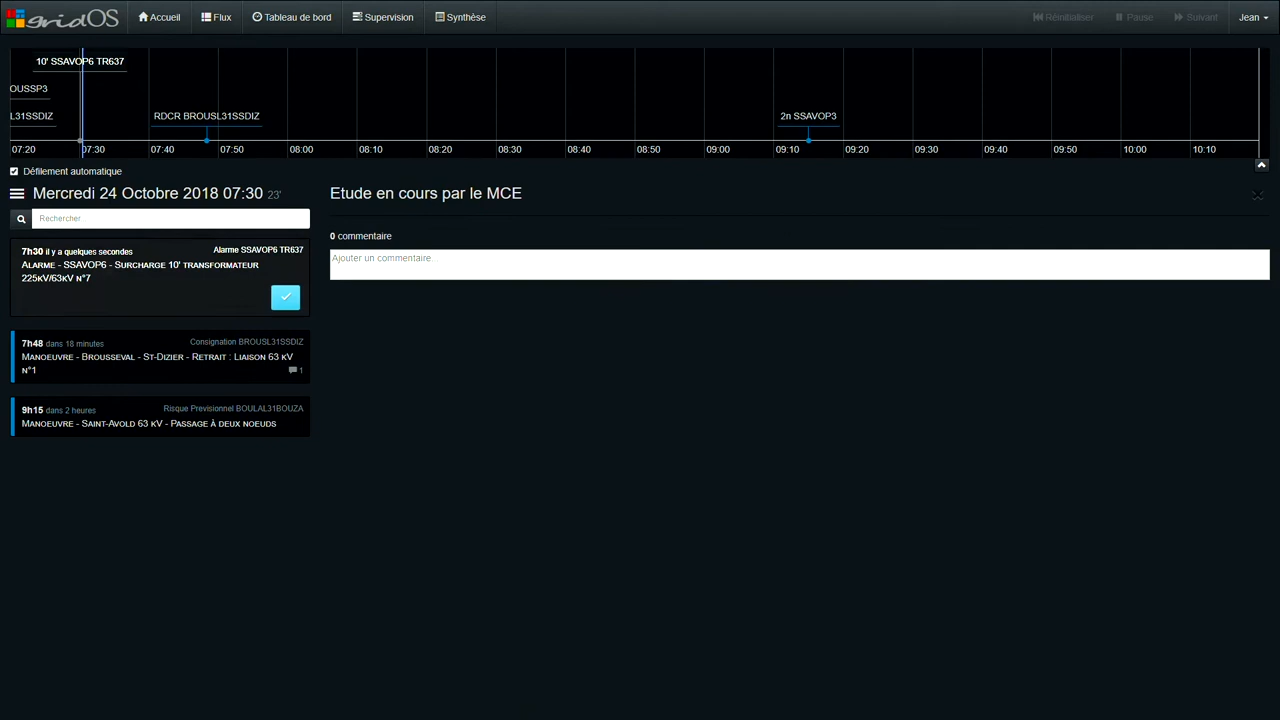 gridOS Accueil Flux Tableau de bord Supervision Synthèse Réinitialiser Pause Suivant Jean
10' SSAVOP6 TR637
OUSSP3
L31SSDIZ RDCR BROUSL31SSDIZ 2n SSAVOP3
07:20 07:30 07:40 07:50 08:00 08:10 08:20 08:30 08:40 08:50 09:00 09:10 09:20 09:30 09:40 09:50 10:00 10:10
Défilement automatique
Mercredi 24 Octobre 2018 07:30 23'
Rechercher
7h30 il y a quelques secondes Alarme SSAVOP6 TR637
Alarme - SSAVOP6 - Surcharge 10' transformateur
225kV/63kV n°7
7h48 dans 18 minutes Consignation BROUSL31SSDIZ
Manoeuvre - Brousseval - St-Dizier - Retrait : Liaison 63 kV
n°1 1
9h15 dans 2 heures Risque Previsionnel BOULAL31BOUZA
Manoeuvre - Saint-Avold 63 kV - Passage à deux noeuds
Etude en cours par le MCE
0 commentaire
Ajouter un commentaire...